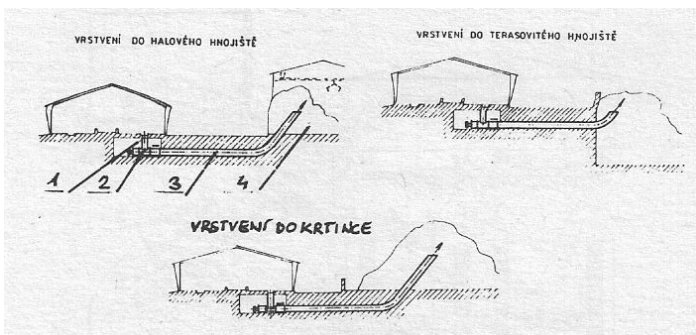 VRSTVENÍ DO HALOVÉHO HNOJIŠTĚ
VRSTVENÍ DO TERASOVITÉHO HNOJIŠTĚ
1 2 3 4
VRSTVENÍ DO KRTINCE